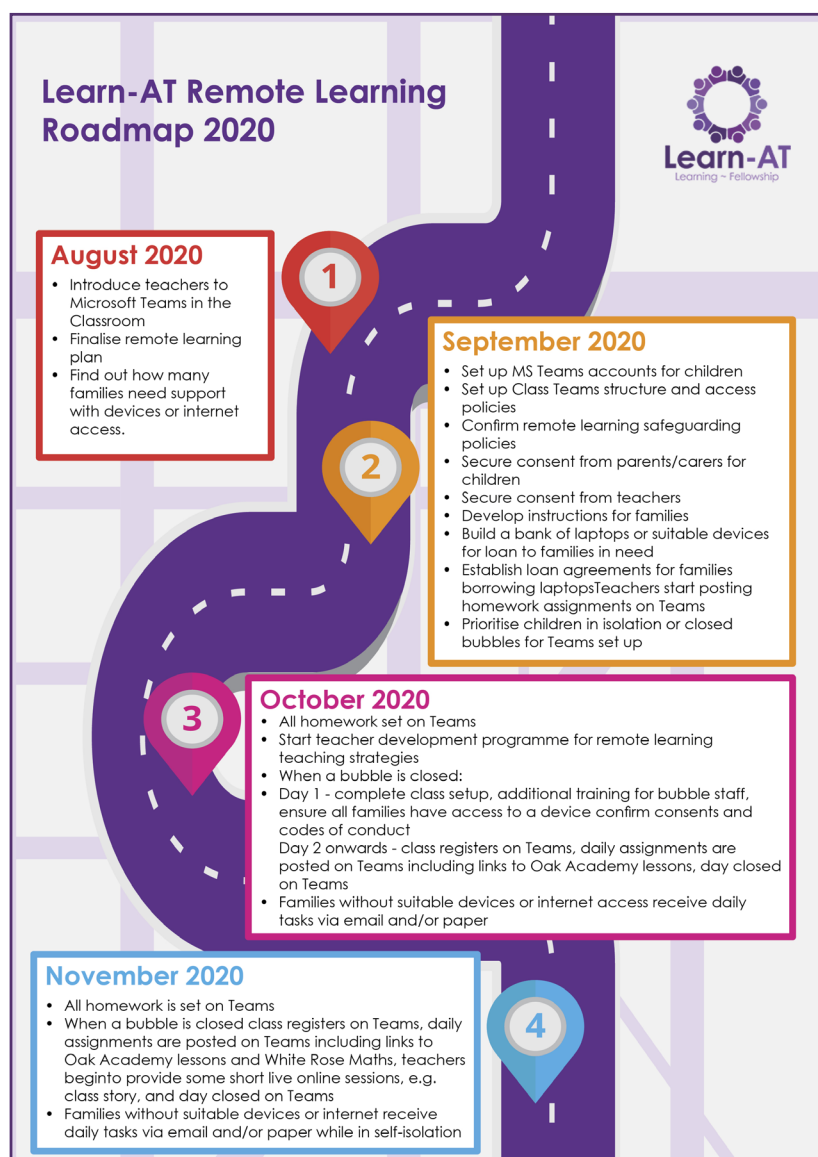 Learn-AT Remote Learning
Roadmap 2020
Learn-AT
Learning ~ Fellowship
August 2020
• Introduce teachers to
Microsoft Teams in the
Classroom
• Finalise remote learning
plan
• Find out how many
families need support
with devices or internet
access.
1
September 2020
• Set up MS Teams accounts for children
• Set up Class Teams structure and access
policies
• Confirm remote learning safeguarding
policies
• Secure consent from parents/carers for
children
• Secure consent from teachers
• Develop instructions for families
• Build a bank of laptops or suitable devices
for loan to families in need
• Establish loan agreements for families
borrowing laptopsTeachers start posting
homework assignments on Teams
• Prioritise children in isolation or closed
bubbles for Teams set up
2
3
October 2020
• All homework set on Teams
• Start teacher development programme for remote learning
teaching strategies
• When a bubble is closed:
• Day 1 - complete class setup, additional training for bubble staff,
ensure all families have access to a device confirm consents and
codes of conduct
Day 2 onwards - class registers on Teams, daily assignments are
posted on Teams including links to Oak Academy lessons, day closed
on Teams
• Families without suitable devices or internet access receive daily
tasks via email and/or paper
November 2020
• All homework is set on Teams
• When a bubble is closed class registers on Teams, daily
assignments are posted on Teams including links to
Oak Academy lessons and White Rose Maths, teachers
beginto provide some short live online sessions, e.g.
class story, and day closed on Teams
• Families without suitable devices or internet receive
daily tasks via email and/or paper while in self-isolation
4